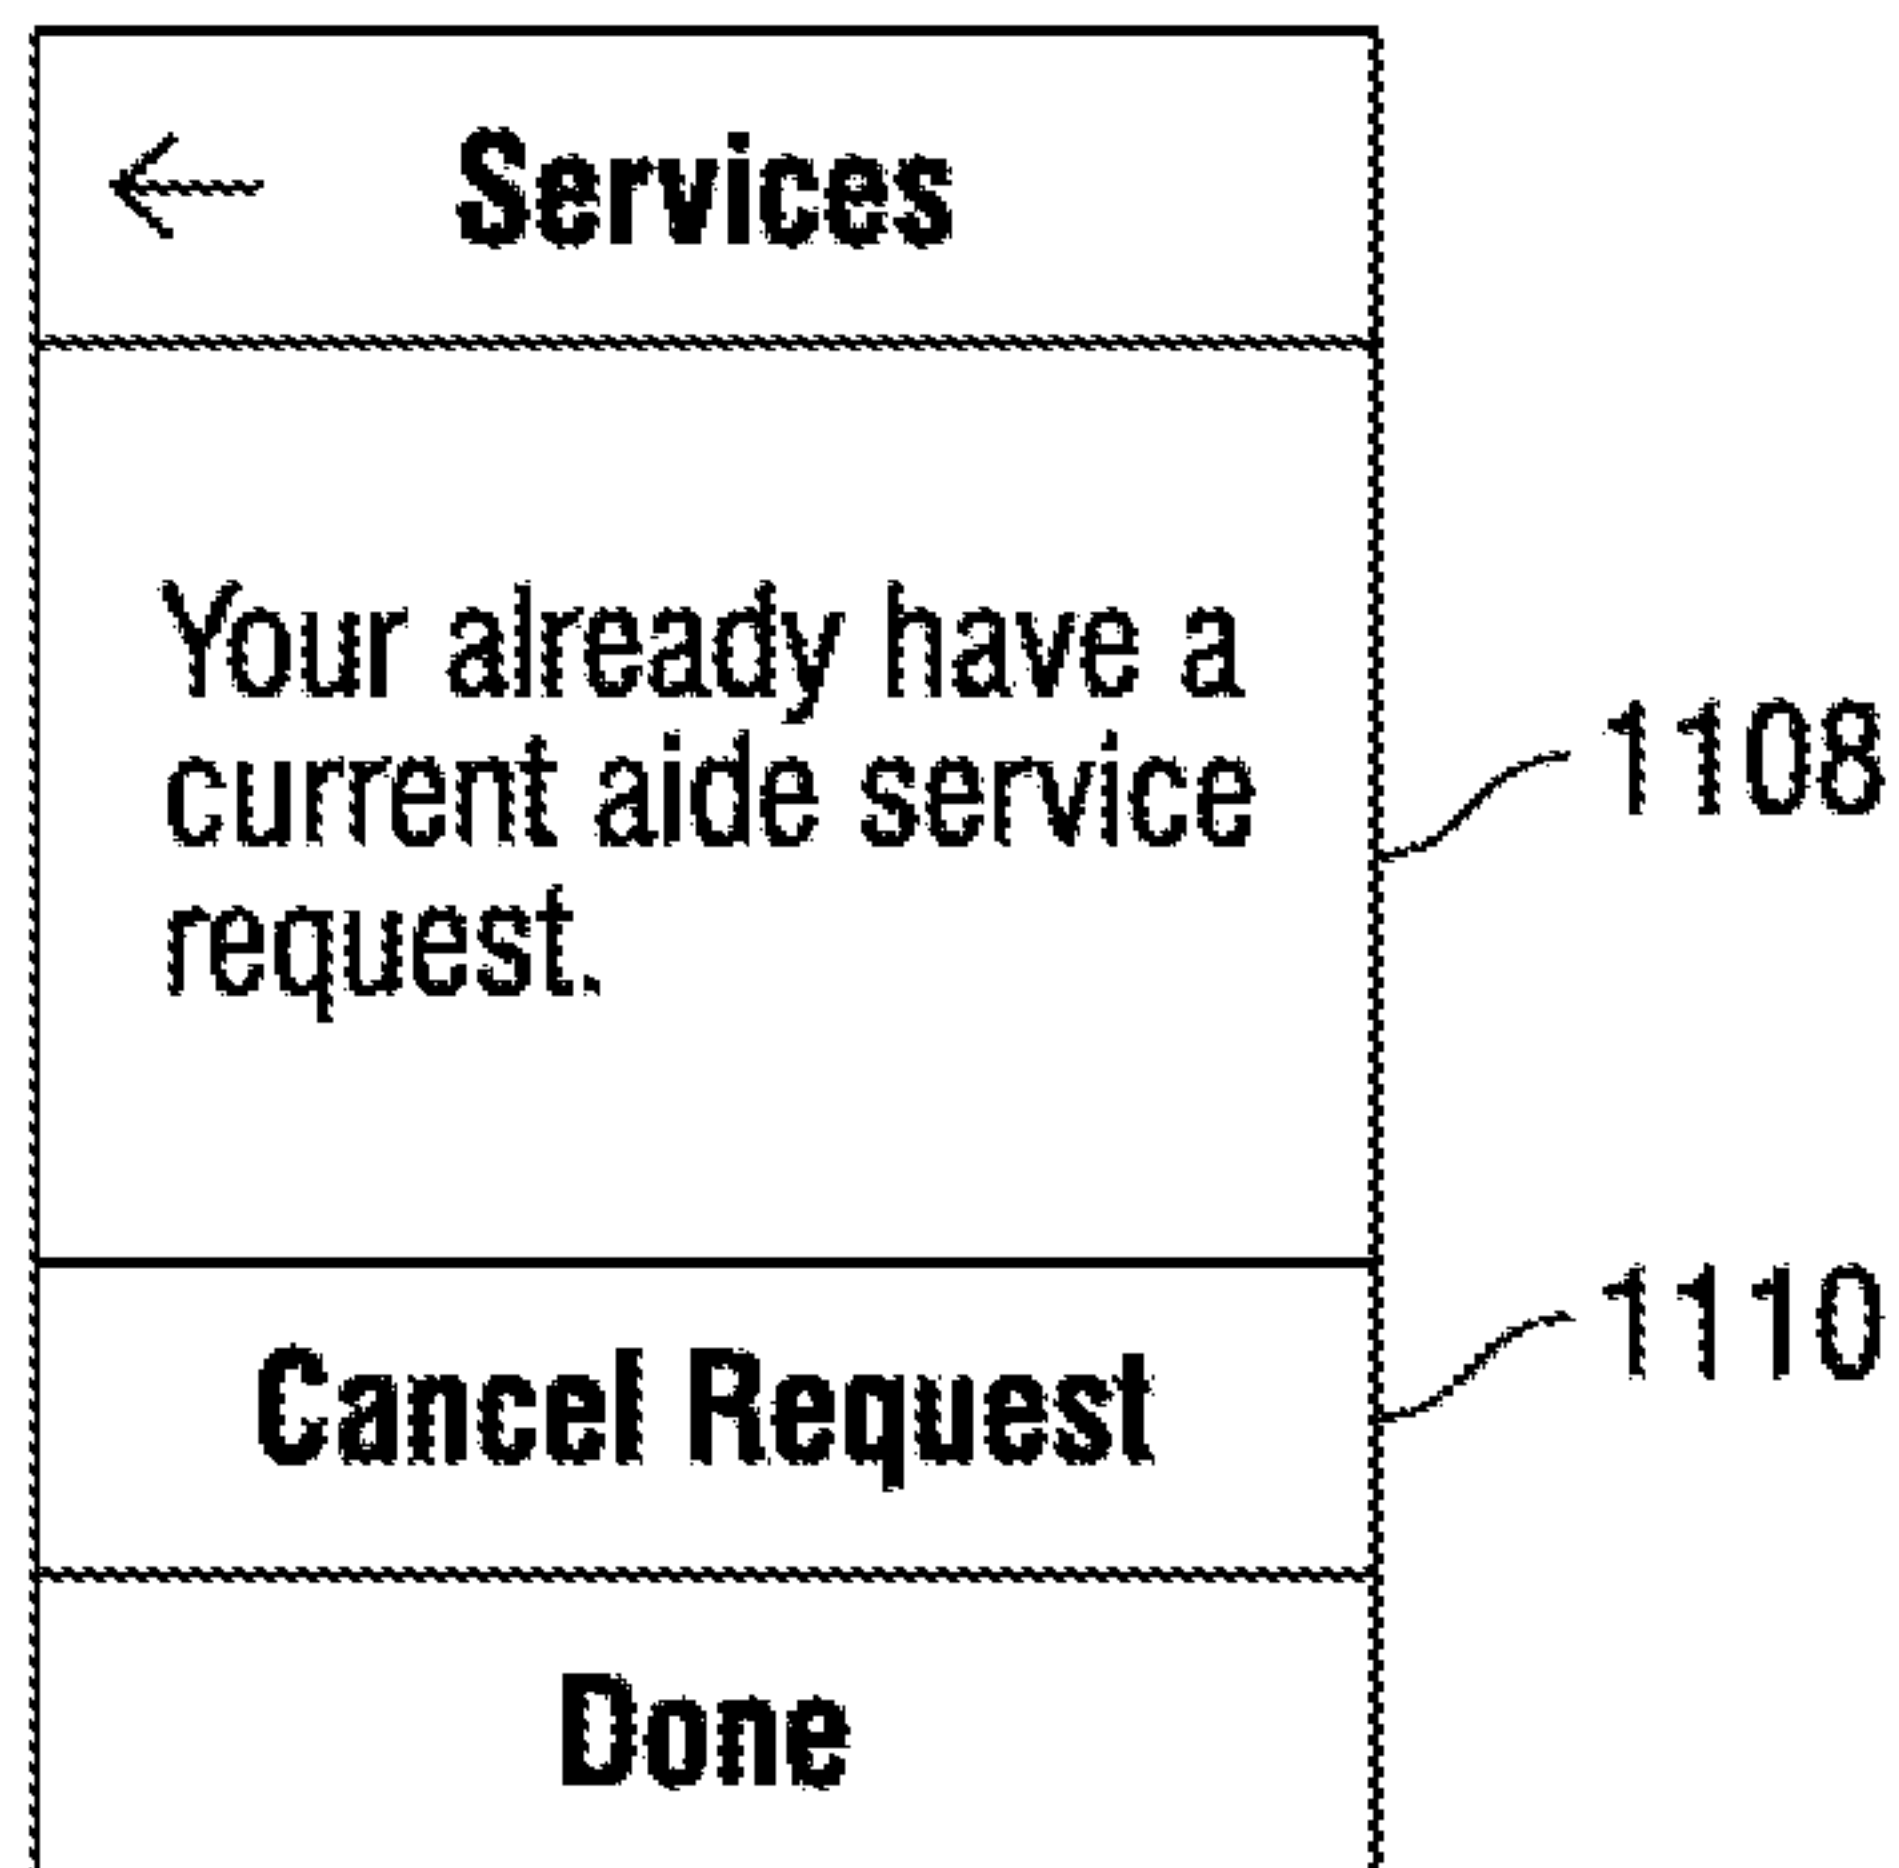 Services
Your already have a
current aide service
request.
1108
Cancel Request
1110
Done